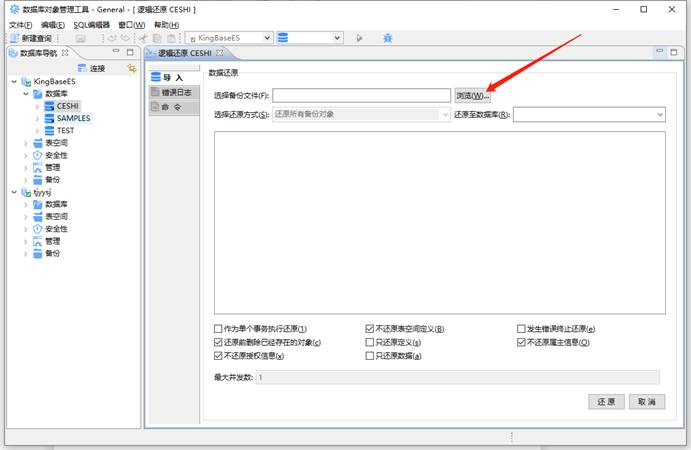 数据库对象管理工具 - General - [ 逻辑还原 CESHI ]
文件(F) 编辑(E) SQL编辑器 窗口(W) 帮助(H)
新建查询 KingBaseES
数据库导航
连接
KingBaseES
数据库
CESHI
SAMPLES
TEST
表空间
安全性
管理
备份
tjyysj
数据库
表空间
安全性
管理
备份
逻辑还原 CESHI
导 入
错误日志
命 令
数据还原
选择备份文件(F): 浏览(W)...
选择还原方式(S): 还原所有备份对象 还原至数据库(R):
作为单个事务执行还原(1) 不还原表空间定义(B) 发生错误终止还原(e)
还原前删除已经存在的对象(c) 只还原定义(s) 不还原属主信息(O)
不还原授权信息(x) 只还原数据(a)
最大并发数: 1
还 原 取 消